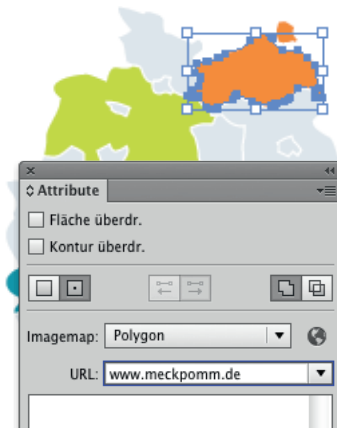 Attribute
Fläche überdr.
Kontur überdr.
Imagemap: Polygon
URL: www.meckpomm.de